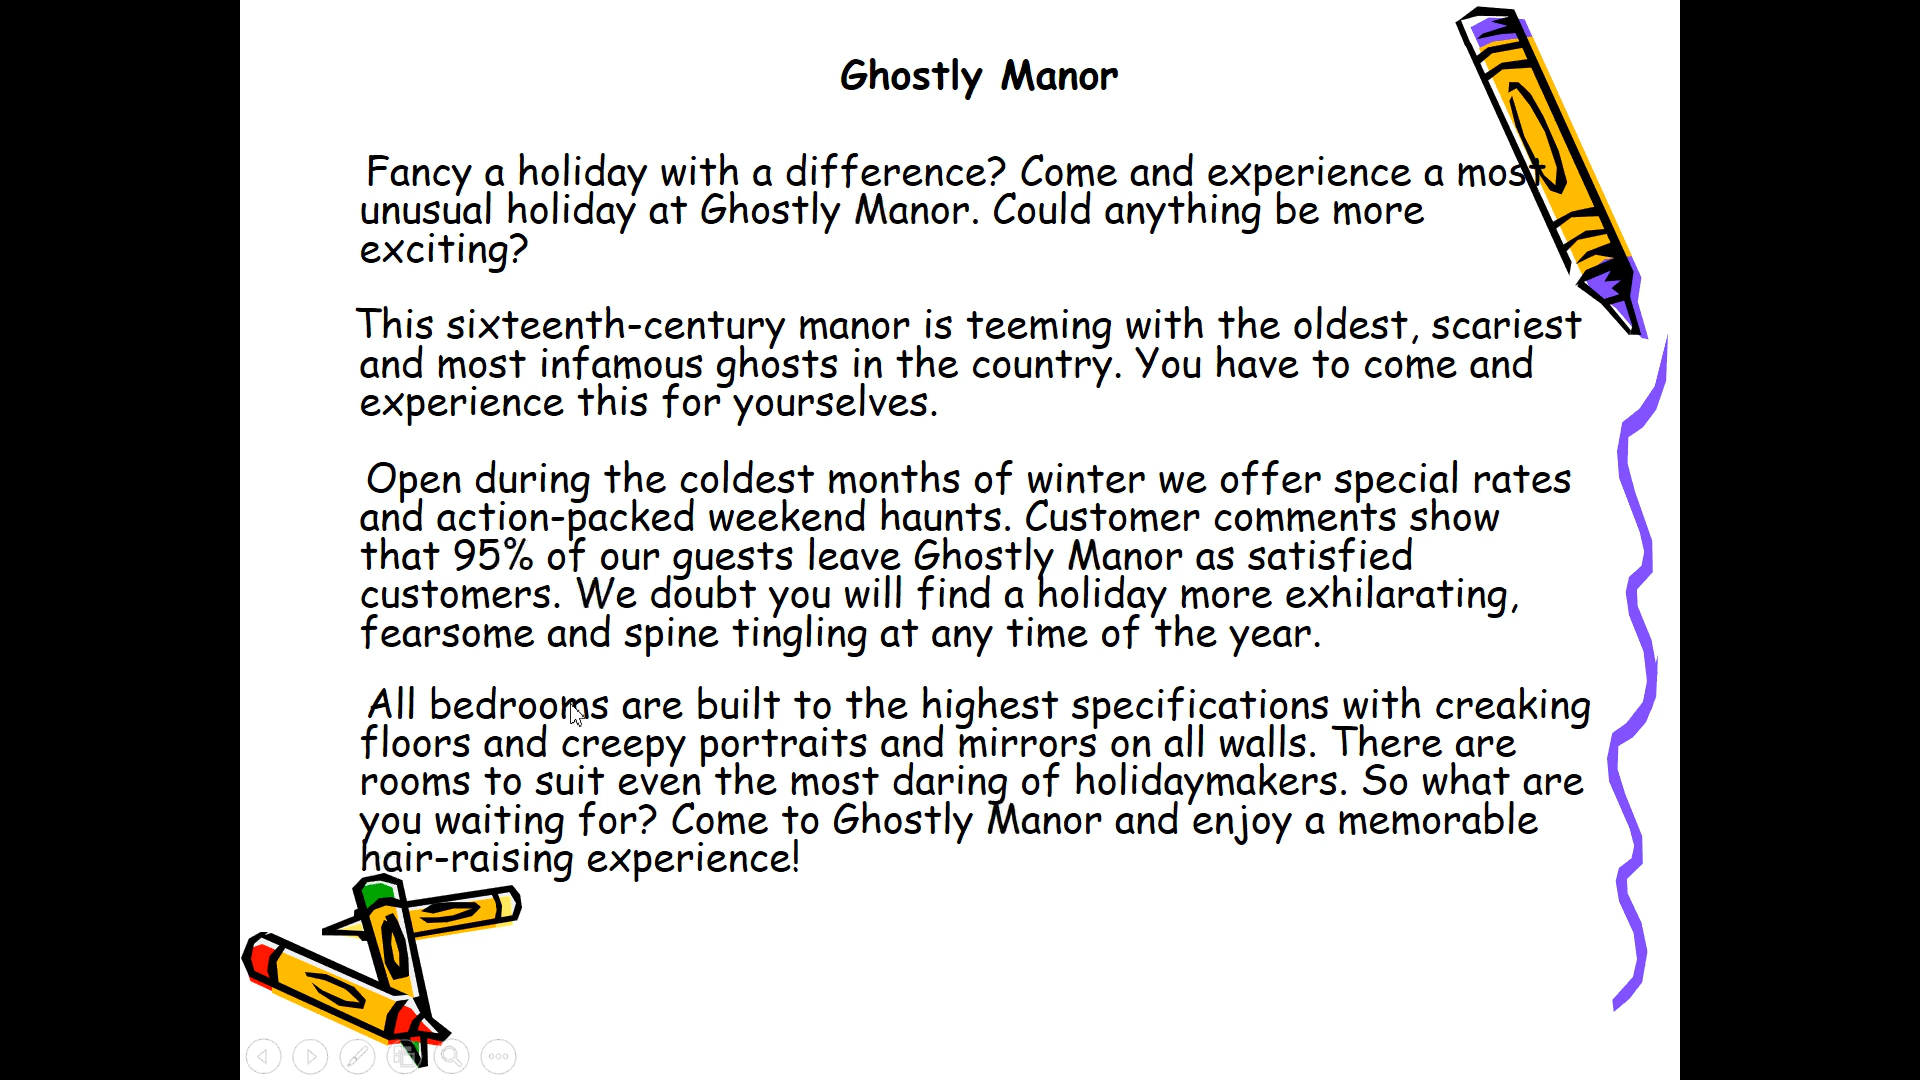 Ghostly Manor
Fancy a holiday with a difference? Come and experience a most
unusual holiday at Ghostly Manor. Could anything be more
exciting?
This sixteenth-century manor is teeming with the oldest, scariest
and most infamous ghosts in the country. You have to come and
experience this for yourselves.
Open during the coldest months of winter we offer special rates
and action-packed weekend haunts. Customer comments show
that 95% of our guests leave Ghostly Manor as satisfied
customers. We doubt you will find a holiday more exhilarating,
fearsome and spine tingling at any time of the year.
All bedrooms are built to the highest specifications with creaking
floors and creepy portraits and mirrors on all walls. There are
rooms to suit even the most daring of holidaymakers. So what are
you waiting for? Come to Ghostly Manor and enjoy a memorable
hair-raising experience!